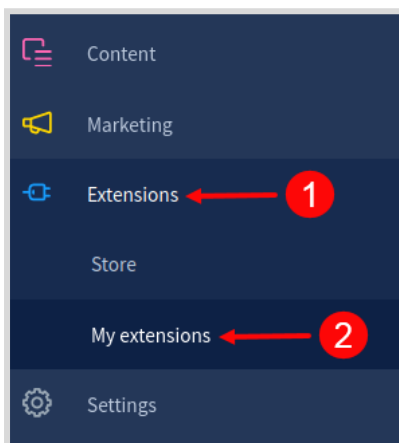 Content
Marketing
Extensions 1
Store
My extensions 2
Settings